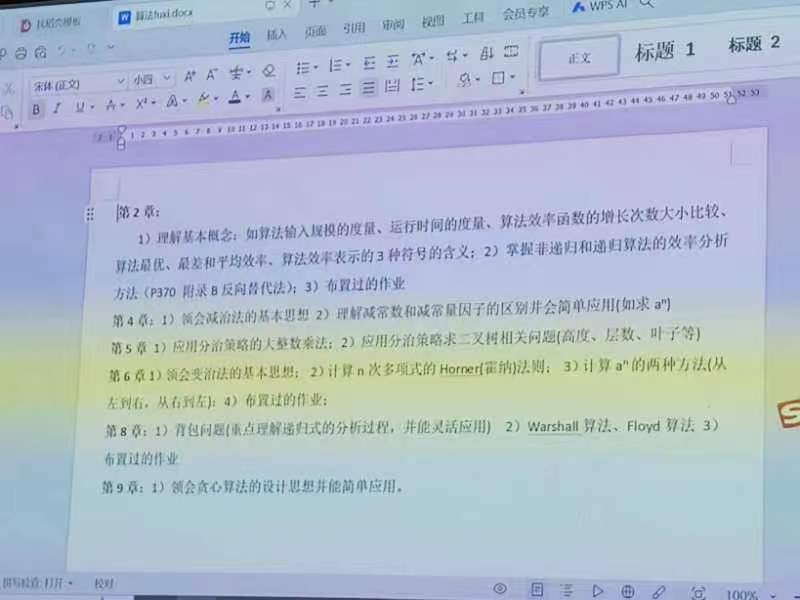 找稻壳模板
算法fuxi.docx
开始 插入 页面 引用 审阅 视图 工具 会员专享 WPS AI
宋体 (正文) 小四
正文 标题 1 标题 2
第 2 章：
1）理解基本概念：如算法输入规模的度量、运行时间的度量、算法效率函数的增长次数大小比较、
算法最优、最差和平均效率、算法效率表示的 3 种符号的含义；2）掌握非递归和递归算法的效率分析
方法（P370 附录 B 反向替代法）；3）布置过的作业
第 4 章：1）领会减治法的基本思想 2）理解减常数和减常量因子的区别并会简单应用(如求 aⁿ)
第 5 章 1）应用分治策略的大整数乘法；2）应用分治策略求二叉树相关问题(高度、层数、叶子等)
第 6 章 1）领会变治法的基本思想； 2）计算 n 次多项式的 Horner(霍纳)法则； 3）计算 aⁿ 的两种方法(从
左到右，从右到左)：4）布置过的作业；
第 8 章：1）背包问题(重点理解递归式的分析过程，并能灵活应用) 2）Warshall 算法、Floyd 算法 3）
布置过的作业
第 9 章：1）领会贪心算法的设计思想并能简单应用。
拼写检查: 打开 校对 100%